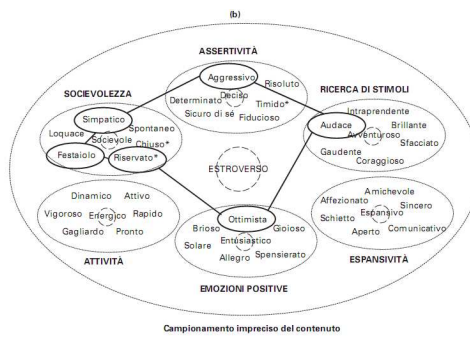 (b)
ASSERTIVITÀ
Aggressivo
Risoluto
Deciso
Determinato
Timido*
Sicuro di sé
Fiducioso
SOCIEVOLEZZA
Simpatico
Spontaneo
Loquace
Socievole
Chiuso*
Festaiolo
Riservato*
RICERCA DI STIMOLI
Intraprendente
Audace
Brillante
Avventuroso
Sfacciato
Gaudente
Coraggioso
ESTROVERSO
Dinamico
Attivo
Vigoroso
Energico
Rapido
Gagliardo
Pronto
ATTIVITÀ
Ottimista
Brioso
Gioioso
Solare
Entusiastico
Allegro
Spensierato
EMOZIONI POSITIVE
Amichevole
Affezionato
Sincero
Schietto
Espansivo
Aperto
Comunicativo
ESPANSIVITÀ
Campionamento impreciso del contenuto